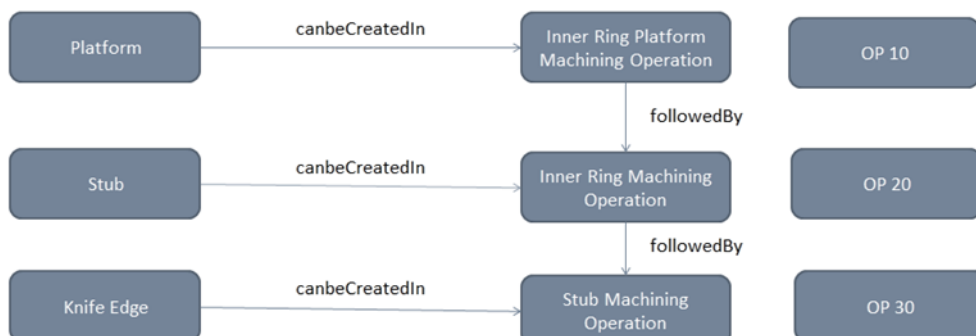 canbeCreatedIn
Platform
Inner Ring Platform
Machining Operation
OP 10
followedBy
canbeCreatedIn
Stub
Inner Ring Machining
Operation
OP 20
followedBy
canbeCreatedIn
Knife Edge
Stub Machining
Operation
OP 30